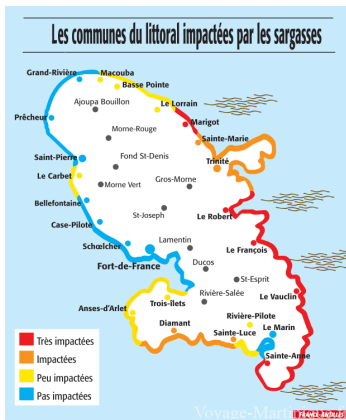 Les communes du littoral impactées par les sargasses
Grand-Rivière
Macouba
Basse Pointe
Ajoupa Bouillon
Le Lorrain
Prêcheur
Marigot
Morne-Rouge
Sainte-Marie
Saint-Pierre
Fond St-Denis
Trinité
Le Carbet
Morne Vert
Gros-Morne
Bellefontaine
St-Joseph
Le Robert
Case-Pilote
Schœlcher
Lamentin
Le François
Fort-de-France
Ducos
St-Esprit
Trois-îlets
Rivière-Salée
Le Vauclin
Anses-d'Arlet
Rivière-Pilote
Diamant
Le Marin
Sainte-Luce
Très impactées
Impactées
Sainte-Anne
Peu impactées
Pas impactées
FRANCE-ANTILLES